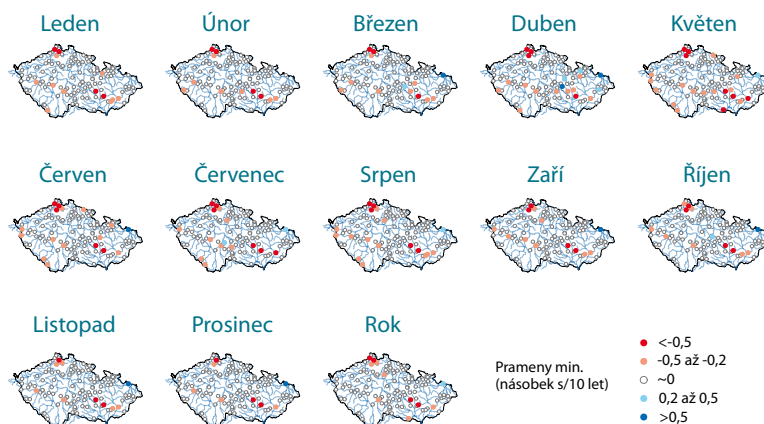 Leden
Únor
Březen
Duben
Květen
Červen
Červenec
Srpen
Zaří
Říjen
Listopad
Prosinec
Rok
Prameny min.
(násobek s/10 let)
<-0,5
-0,5 až -0,2
~0
0,2 až 0,5
>0,5